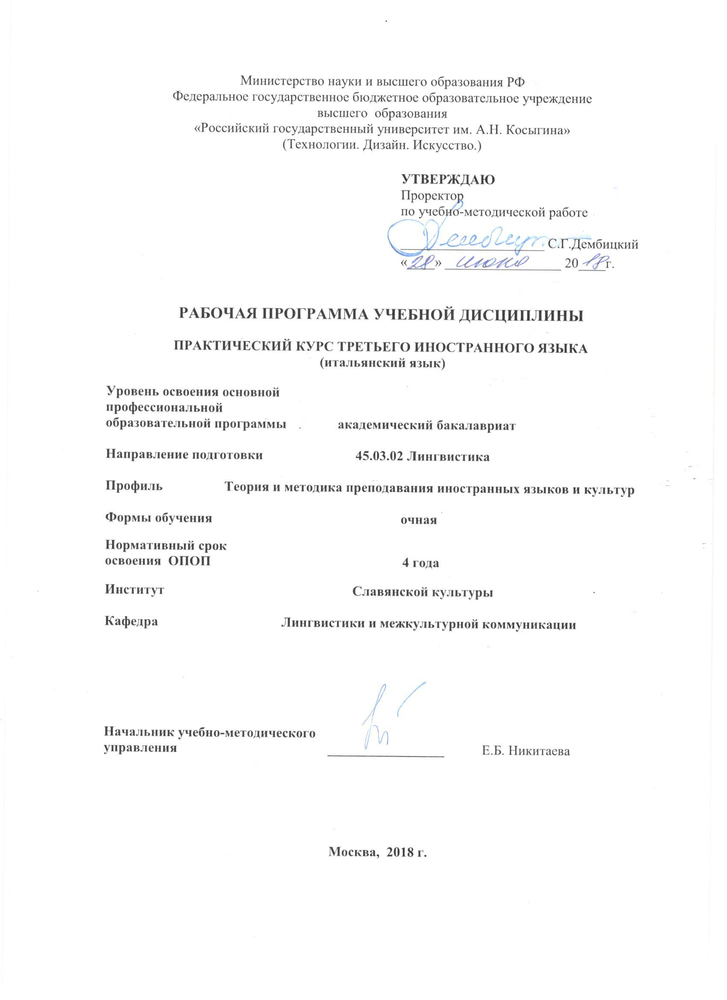 Министерство науки и высшего образования РФ
Федеральное государственное бюджетное образовательное учреждение
высшего образования
«Российский государственный университет им. А.Н. Косыгина»
(Технологии. Дизайн. Искусство.)
УТВЕРЖДАЮ
Проректор
по учебно-методической работе
С.Г.Дембицкий
«28» июня 2018г.
РАБОЧАЯ ПРОГРАММА УЧЕБНОЙ ДИСЦИПЛИНЫ
ПРАКТИЧЕСКИЙ КУРС ТРЕТЬЕГО ИНОСТРАННОГО ЯЗЫКА
(итальянский язык)
Уровень освоения основной
профессиональной
образовательной программы академический бакалавриат
Направление подготовки 45.03.02 Лингвистика
Профиль Теория и методика преподавания иностранных языков и культур
Формы обучения очная
Нормативный срок
освоения ОПОП 4 года
Институт Славянской культуры
Кафедра Лингвистики и межкультурной коммуникации
Начальник учебно-методического
управления Е.Б. Никитаева
Москва, 2018 г.